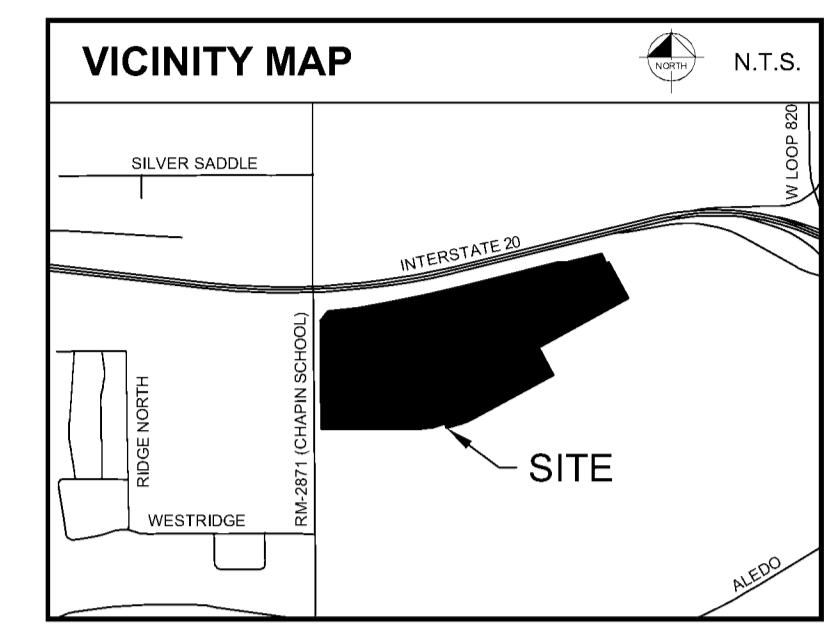 VICINITY MAP
NORTH
N.T.S.
W LOOP 820
SILVER SADDLE
INTERSTATE 20
RM-2871 (CHAPIN SCHOOL)
RIDGE NORTH
SITE
WESTRIDGE
ALEDO